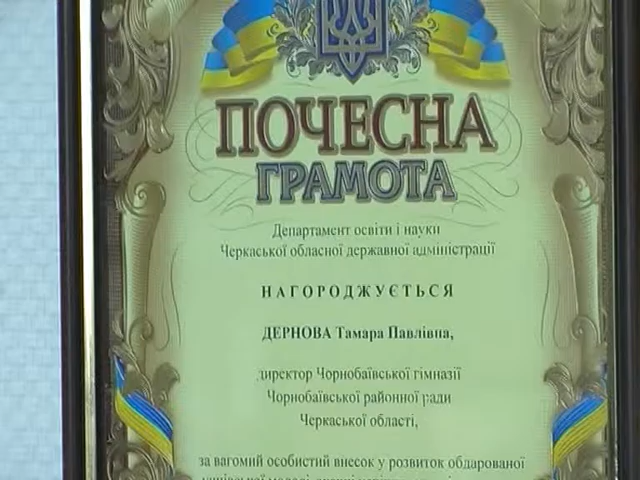 ПОЧЕСНА
ГРАМОТА
Департамент освіти і науки
Черкаської обласної державної адміністрації
НАГОРОДЖУЄТЬСЯ
ДЕРНОВА Тамара Павлівна,
директор Чорнобаївської гімназії
Чорнобаївської районної ради
Черкаської області,
за вагомий особистий внесок у розвиток обдарованої